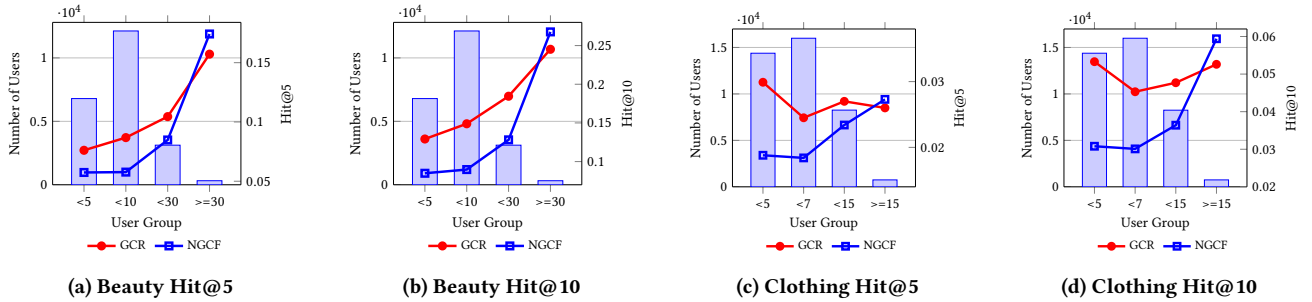 ·10⁴
1
0.5
0
Number of Users
0.15
0.1
0.05
Hit@5
<5 <10 <30 >=30
User Group
GCR NGCF
(a) Beauty Hit@5
·10⁴
1
0.5
0
Number of Users
0.25
0.20
0.15
0.10
Hit@10
<5 <10 <30 >=30
User Group
GCR NGCF
(b) Beauty Hit@10
·10⁴
1.5
1
0.5
0
Number of Users
0.03
0.02
Hit@5
<5 <7 <15 >=15
User Group
GCR NGCF
(c) Clothing Hit@5
·10⁴
1.5
1
0.5
0
Number of Users
0.06
0.05
0.04
0.03
0.02
Hit@10
<5 <7 <15 >=15
User Group
GCR NGCF
(d) Clothing Hit@10